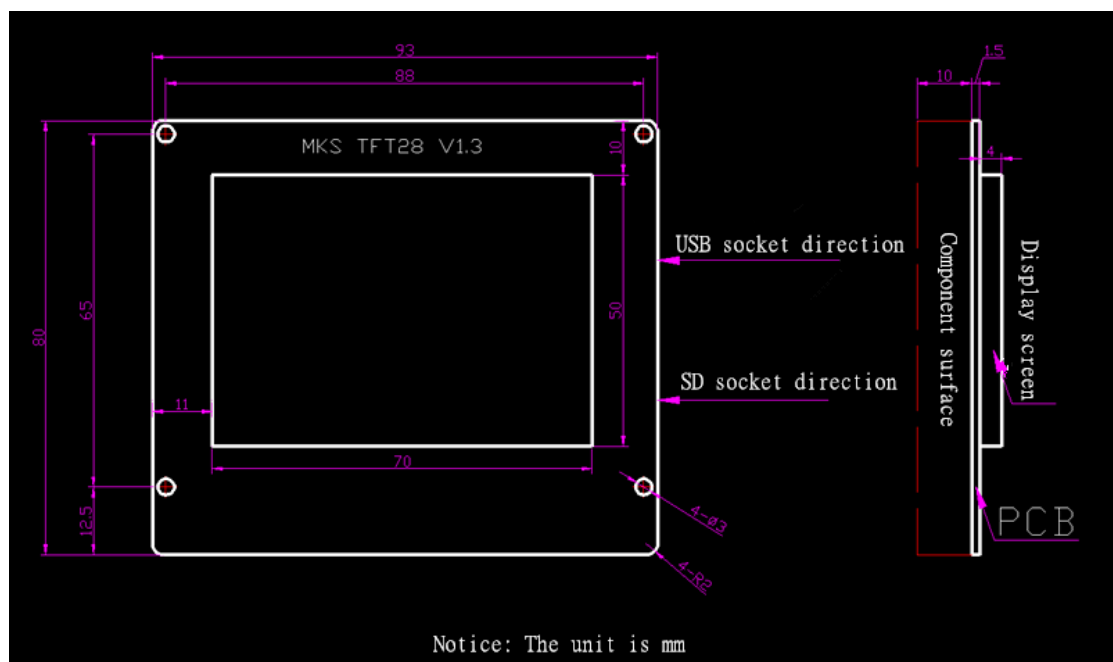 93
1.5
10
88
MKS TFT28 V1.3
10
4
USB socket direction
Component surface
Display screen
65
50
80
SD socket direction
11
70
12.5
4-Ø3
PCB
4-R2
Notice: The unit is mm